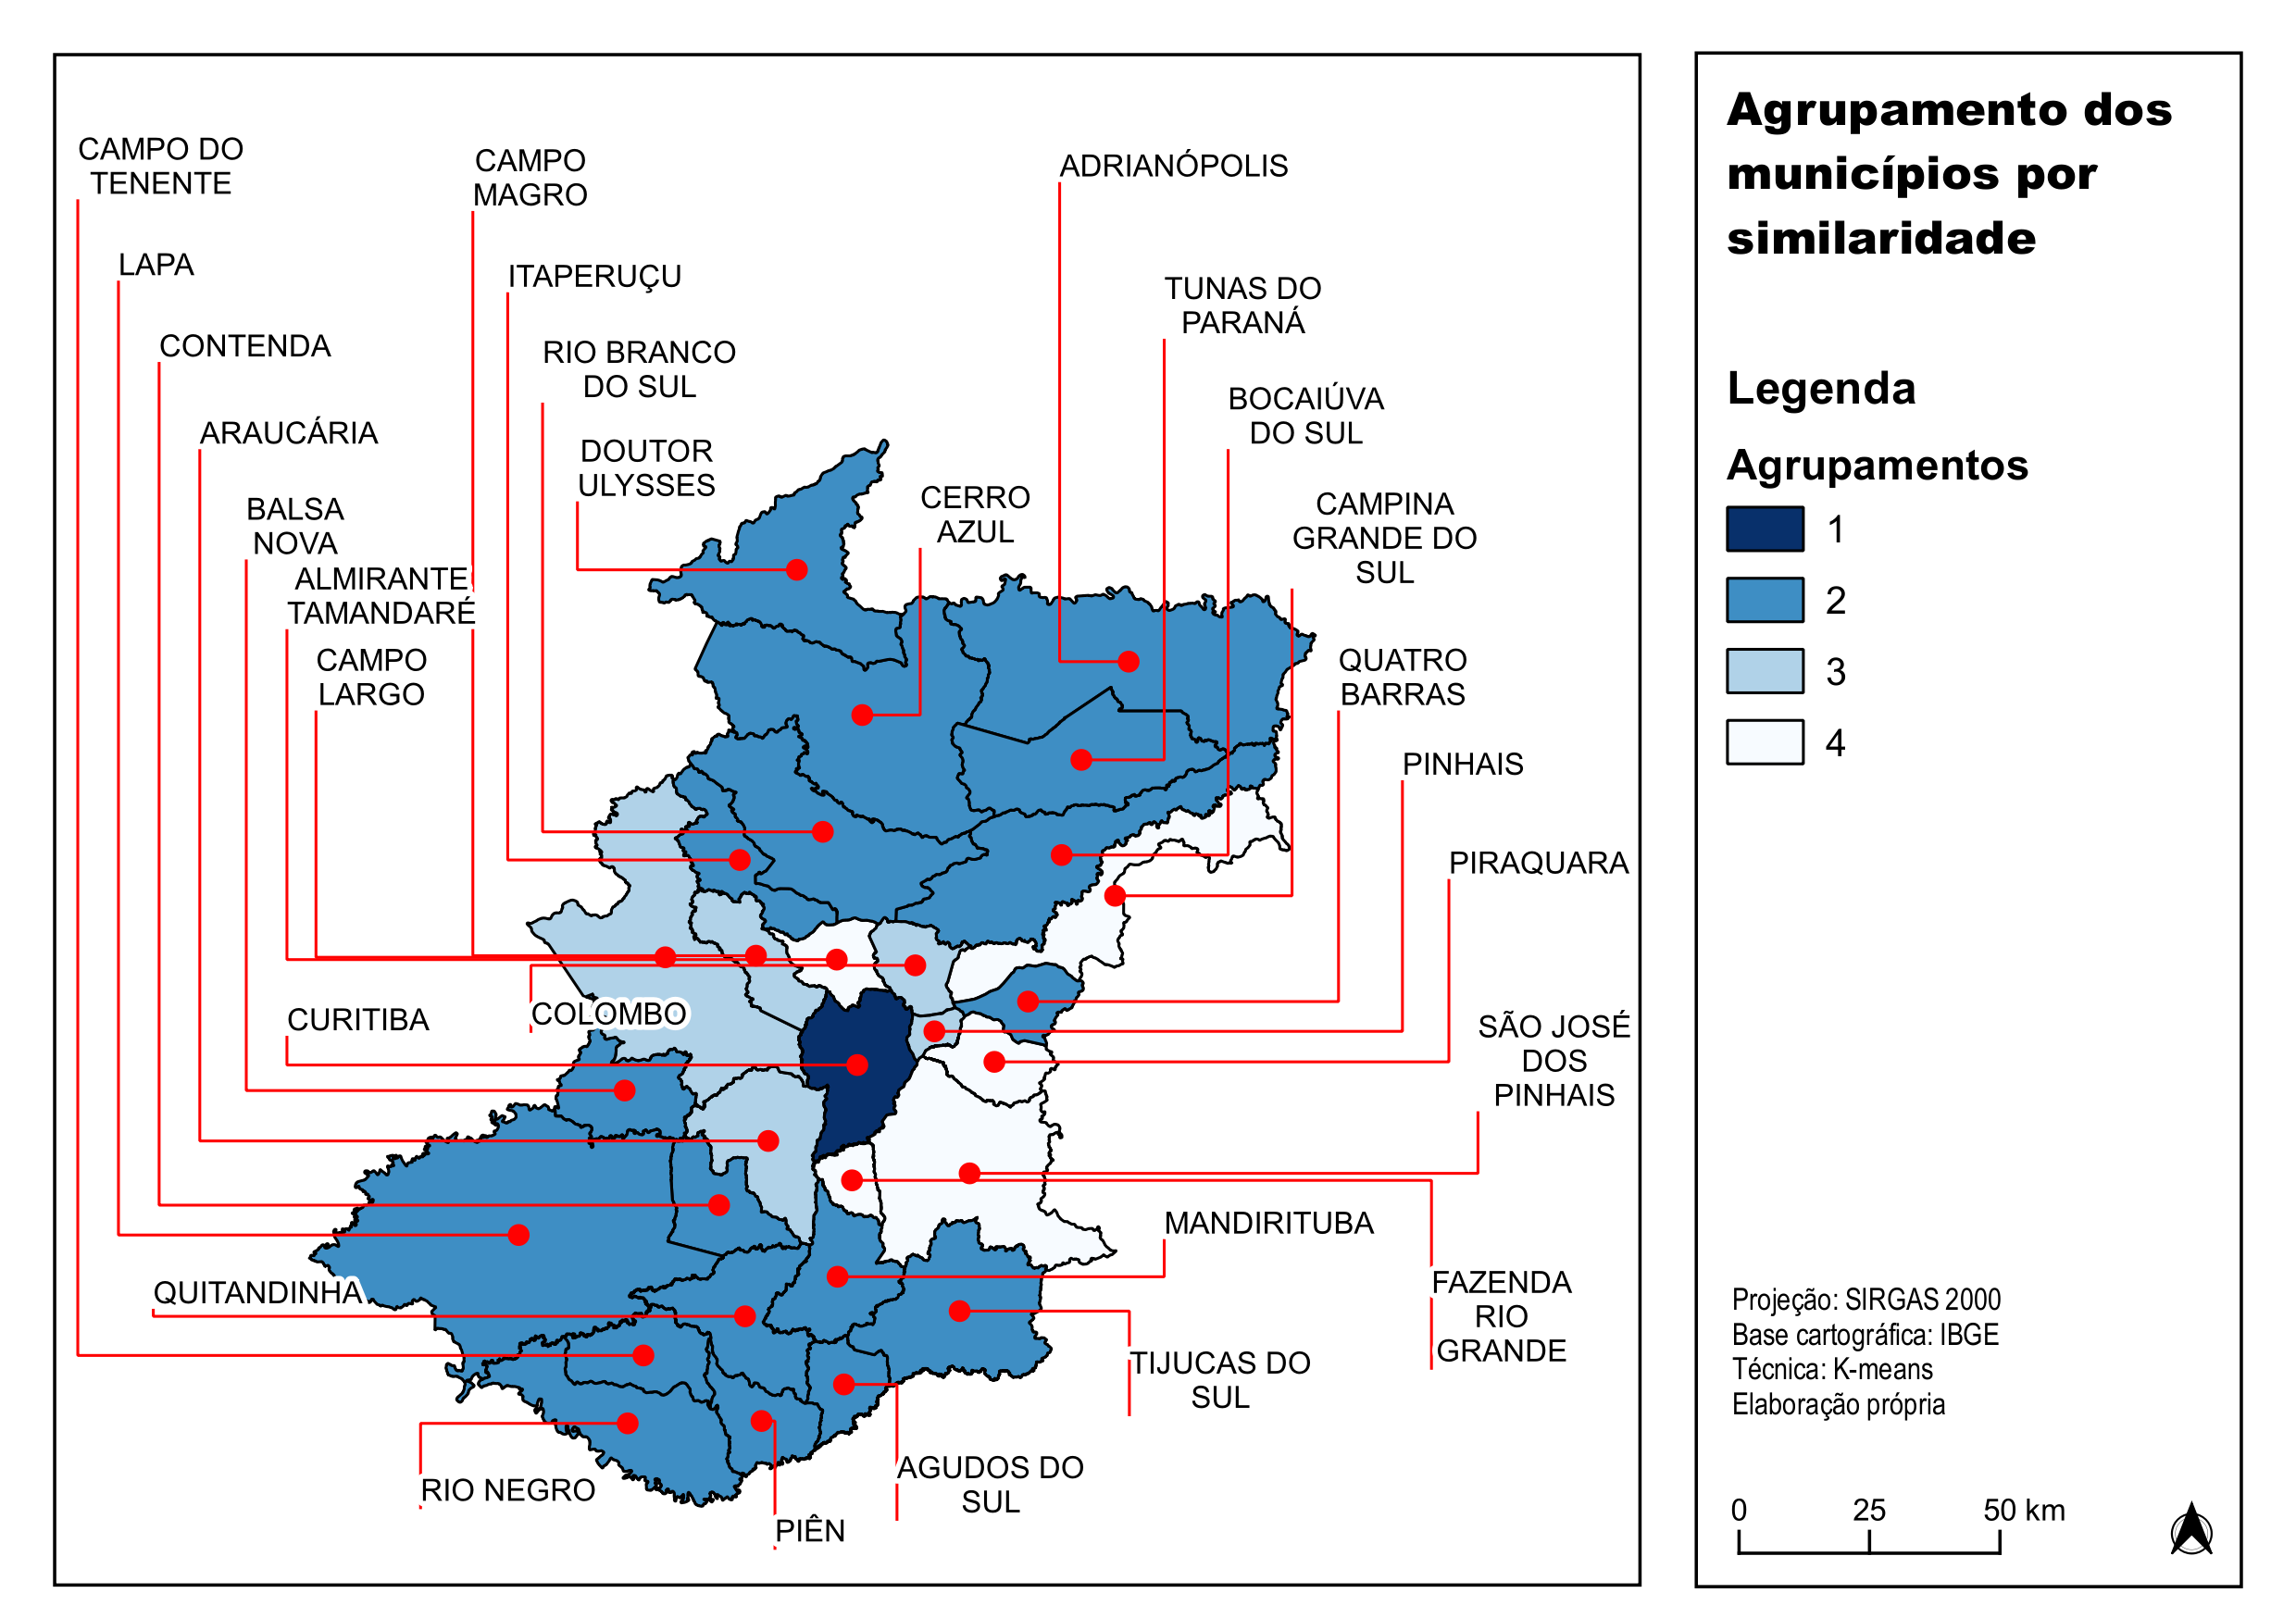 CAMPO DO
TENENTE
CAMPO
MAGRO
ADRIANÓPOLIS
LAPA
ITAPERUÇU
TUNAS DO
PARANÁ
CONTENDA
RIO BRANCO
DO SUL
BOCAIÚVA
DO SUL
ARAUCÁRIA
DOUTOR
ULYSSES
CERRO
AZUL
CAMPINA
GRANDE DO
SUL
BALSA
NOVA
ALMIRANTE
TAMANDARÉ
CAMPO
LARGO
QUATRO
BARRAS
PINHAIS
PIRAQUARA
COLOMBO
CURITIBA
SÃO JOSÉ
DOS
PINHAIS
MANDIRITUBA
QUITANDINHA
FAZENDA
RIO
GRANDE
TIJUCAS DO
SUL
AGUDOS DO
SUL
RIO NEGRO
PIÊN
Agrupamento dos
municípios por
similaridade
Legenda
Agrupamentos
1
2
3
4
Projeção: SIRGAS 2000
Base cartográfica: IBGE
Técnica: K-means
Elaboração própria
0 25 50 km